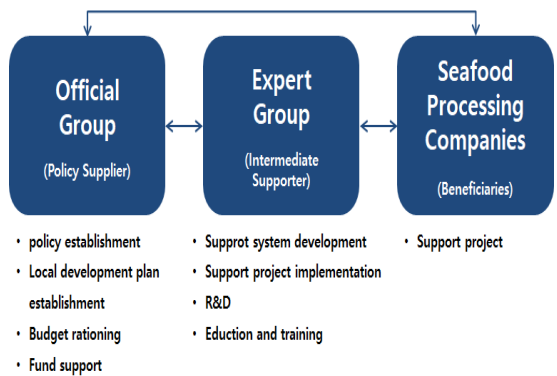 Official
Group
(Policy Supplier)
Expert
Group
(Intermediate
Supporter)
Seafood
Processing
Companies
(Beneficiaries)
• policy establishment
• Local development plan
establishment
• Budget rationing
• Fund support
• Supprot system development
• Support project implementation
• R&D
• Eduction and training
• Support project